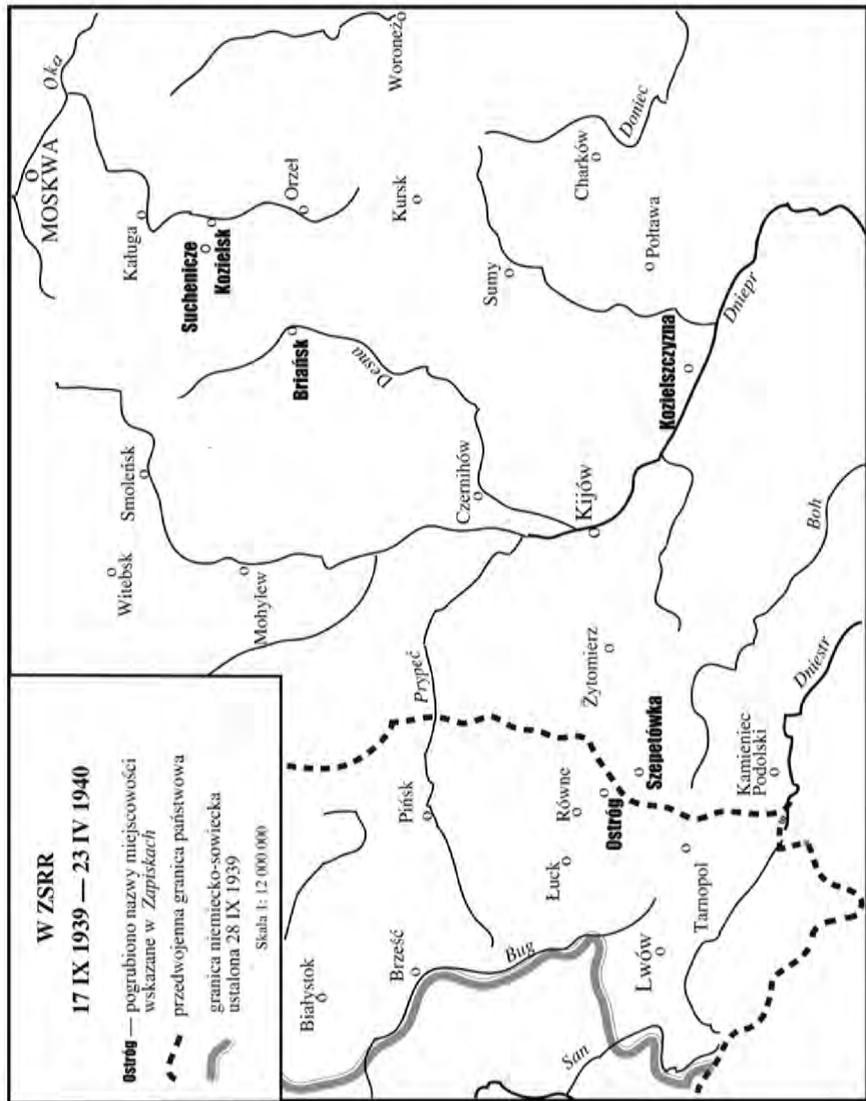 W ZSRR
17 IX 1939 — 23 IV 1940
Ostróg — pogrubiono nazwy miejscowości
wskazane w Zapiskach
przedwojenna granica państwowa
granica niemiecko-sowiecka
ustalona 28 IX 1939
Skala 1: 12 000 000
Witebsk
Smoleńsk
Mohylew
MOSKWA
Oka
Kaługa
Suchenicze
Kozielsk
Briańsk
Orzeł
Desna
Kursk
Woroneż
Białystok
Brześć
Pińsk
Prypeć
Czernihów
Sumy
Charków
Doniec
Bug
Łuck
Równe
Ostróg
Szepetówka
Żytomierz
Kijów
Połtawa
Kozielszczyzna
Dniepr
San
Lwów
Tarnopol
Kamieniec
Podolski
Boh
Dniestr